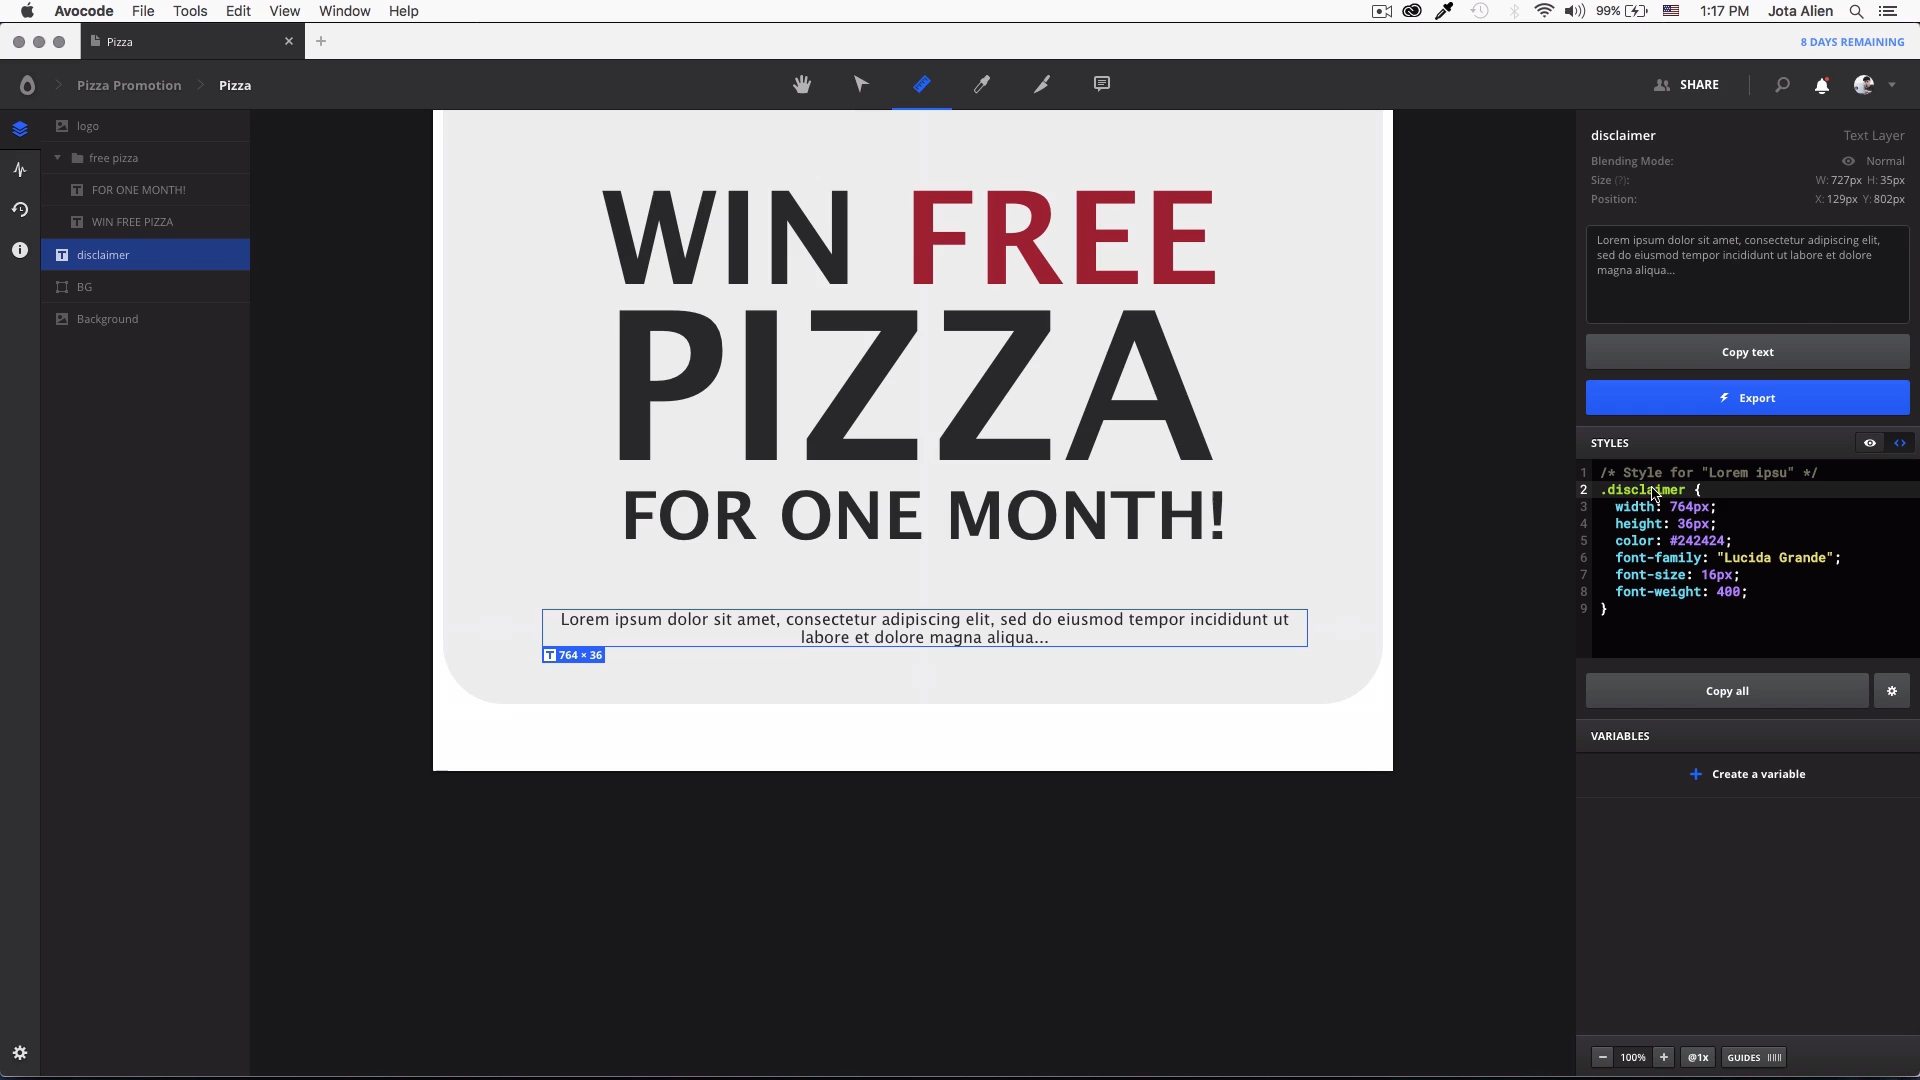 Avocode File Tools Edit View Window Help 99% 1:17 PM Jota Alien
Pizza 8 DAYS REMAINING
Pizza Promotion Pizza SHARE
logo
free pizza
FOR ONE MONTH!
WIN FREE PIZZA
disclaimer
BG
Background
WIN FREE
PIZZA
FOR ONE MONTH!
Lorem ipsum dolor sit amet, consectetur adipiscing elit, sed do eiusmod tempor incididunt ut
labore et dolore magna aliqua...
T 764 × 36
disclaimer Text Layer
Blending Mode: Normal
Size (?): W: 727px H: 35px
Position: X: 129px Y: 802px
Lorem ipsum dolor sit amet, consectetur adipiscing elit,
sed do eiusmod tempor incididunt ut labore et dolore
magna aliqua...
Copy text
Export
STYLES
1 /* Style for "Lorem ipsu" */
2 .disclaimer {
3 width: 764px;
4 height: 36px;
5 color: #242424;
6 font-family: "Lucida Grande";
7 font-size: 16px;
8 font-weight: 400;
9 }
Copy all
VARIABLES
+ Create a variable
− 100% + @1x GUIDES